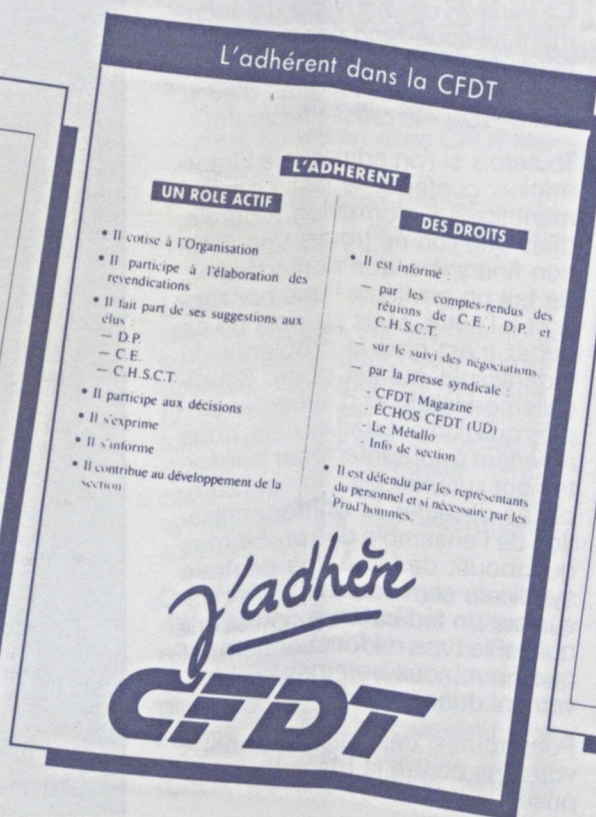 L'adhérent dans la CFDT
L'ADHERENT
UN ROLE ACTIF
• Il cotise à l'Organisation
• Il participe à l'élaboration des
revendications
• Il fait part de ses suggestions aux
élus :
— D.P.
— C.E.
— C.H.S.C.T.
• Il participe aux décisions
• Il s'exprime
• Il s'informe
• Il contribue au développement de la
section.
DES DROITS
• Il est informé :
— par les comptes-rendus des
réuions de C.E., D.P. et
C.H.S.C.T.
— sur le suivi des négociations.
— par la presse syndicale :
- CFDT Magazine
- ÉCHOS CFDT (UD)
- Le Métallo
- Info de section
• Il est défendu par les représentants
du personnel et si nécessaire par les
Prud'hommes.
J'adhère
CFDT